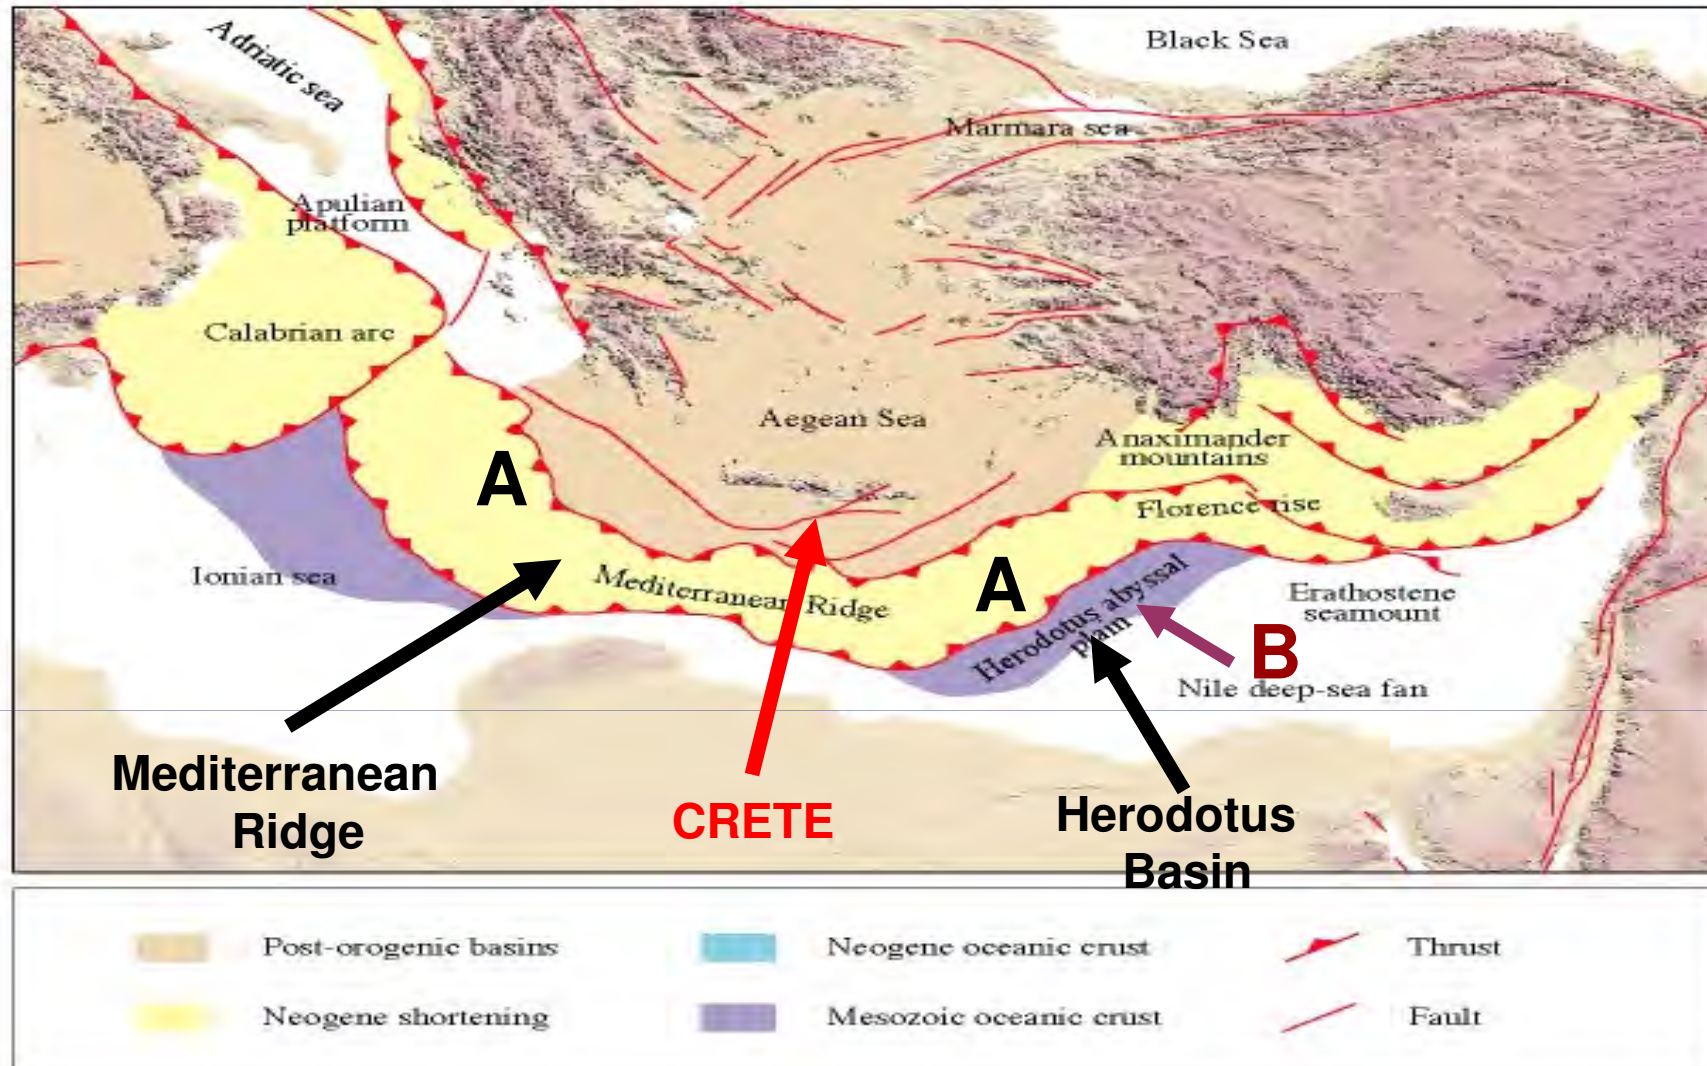 Black Sea
Adriatic sea
Marmara sea
Apulian
platform
Calabrian arc
Aegean Sea
Anaximander
mountains
A
Florence rise
Ionian sea
Mediterranean Ridge
A
Herodotus abyssal
plain
Erathostene
seamount
B
Nile deep-sea fan
Mediterranean
Ridge
CRETE
Herodotus
Basin
Post-orogenic basins
Neogene oceanic crust
Thrust
Neogene shortening
Mesozoic oceanic crust
Fault